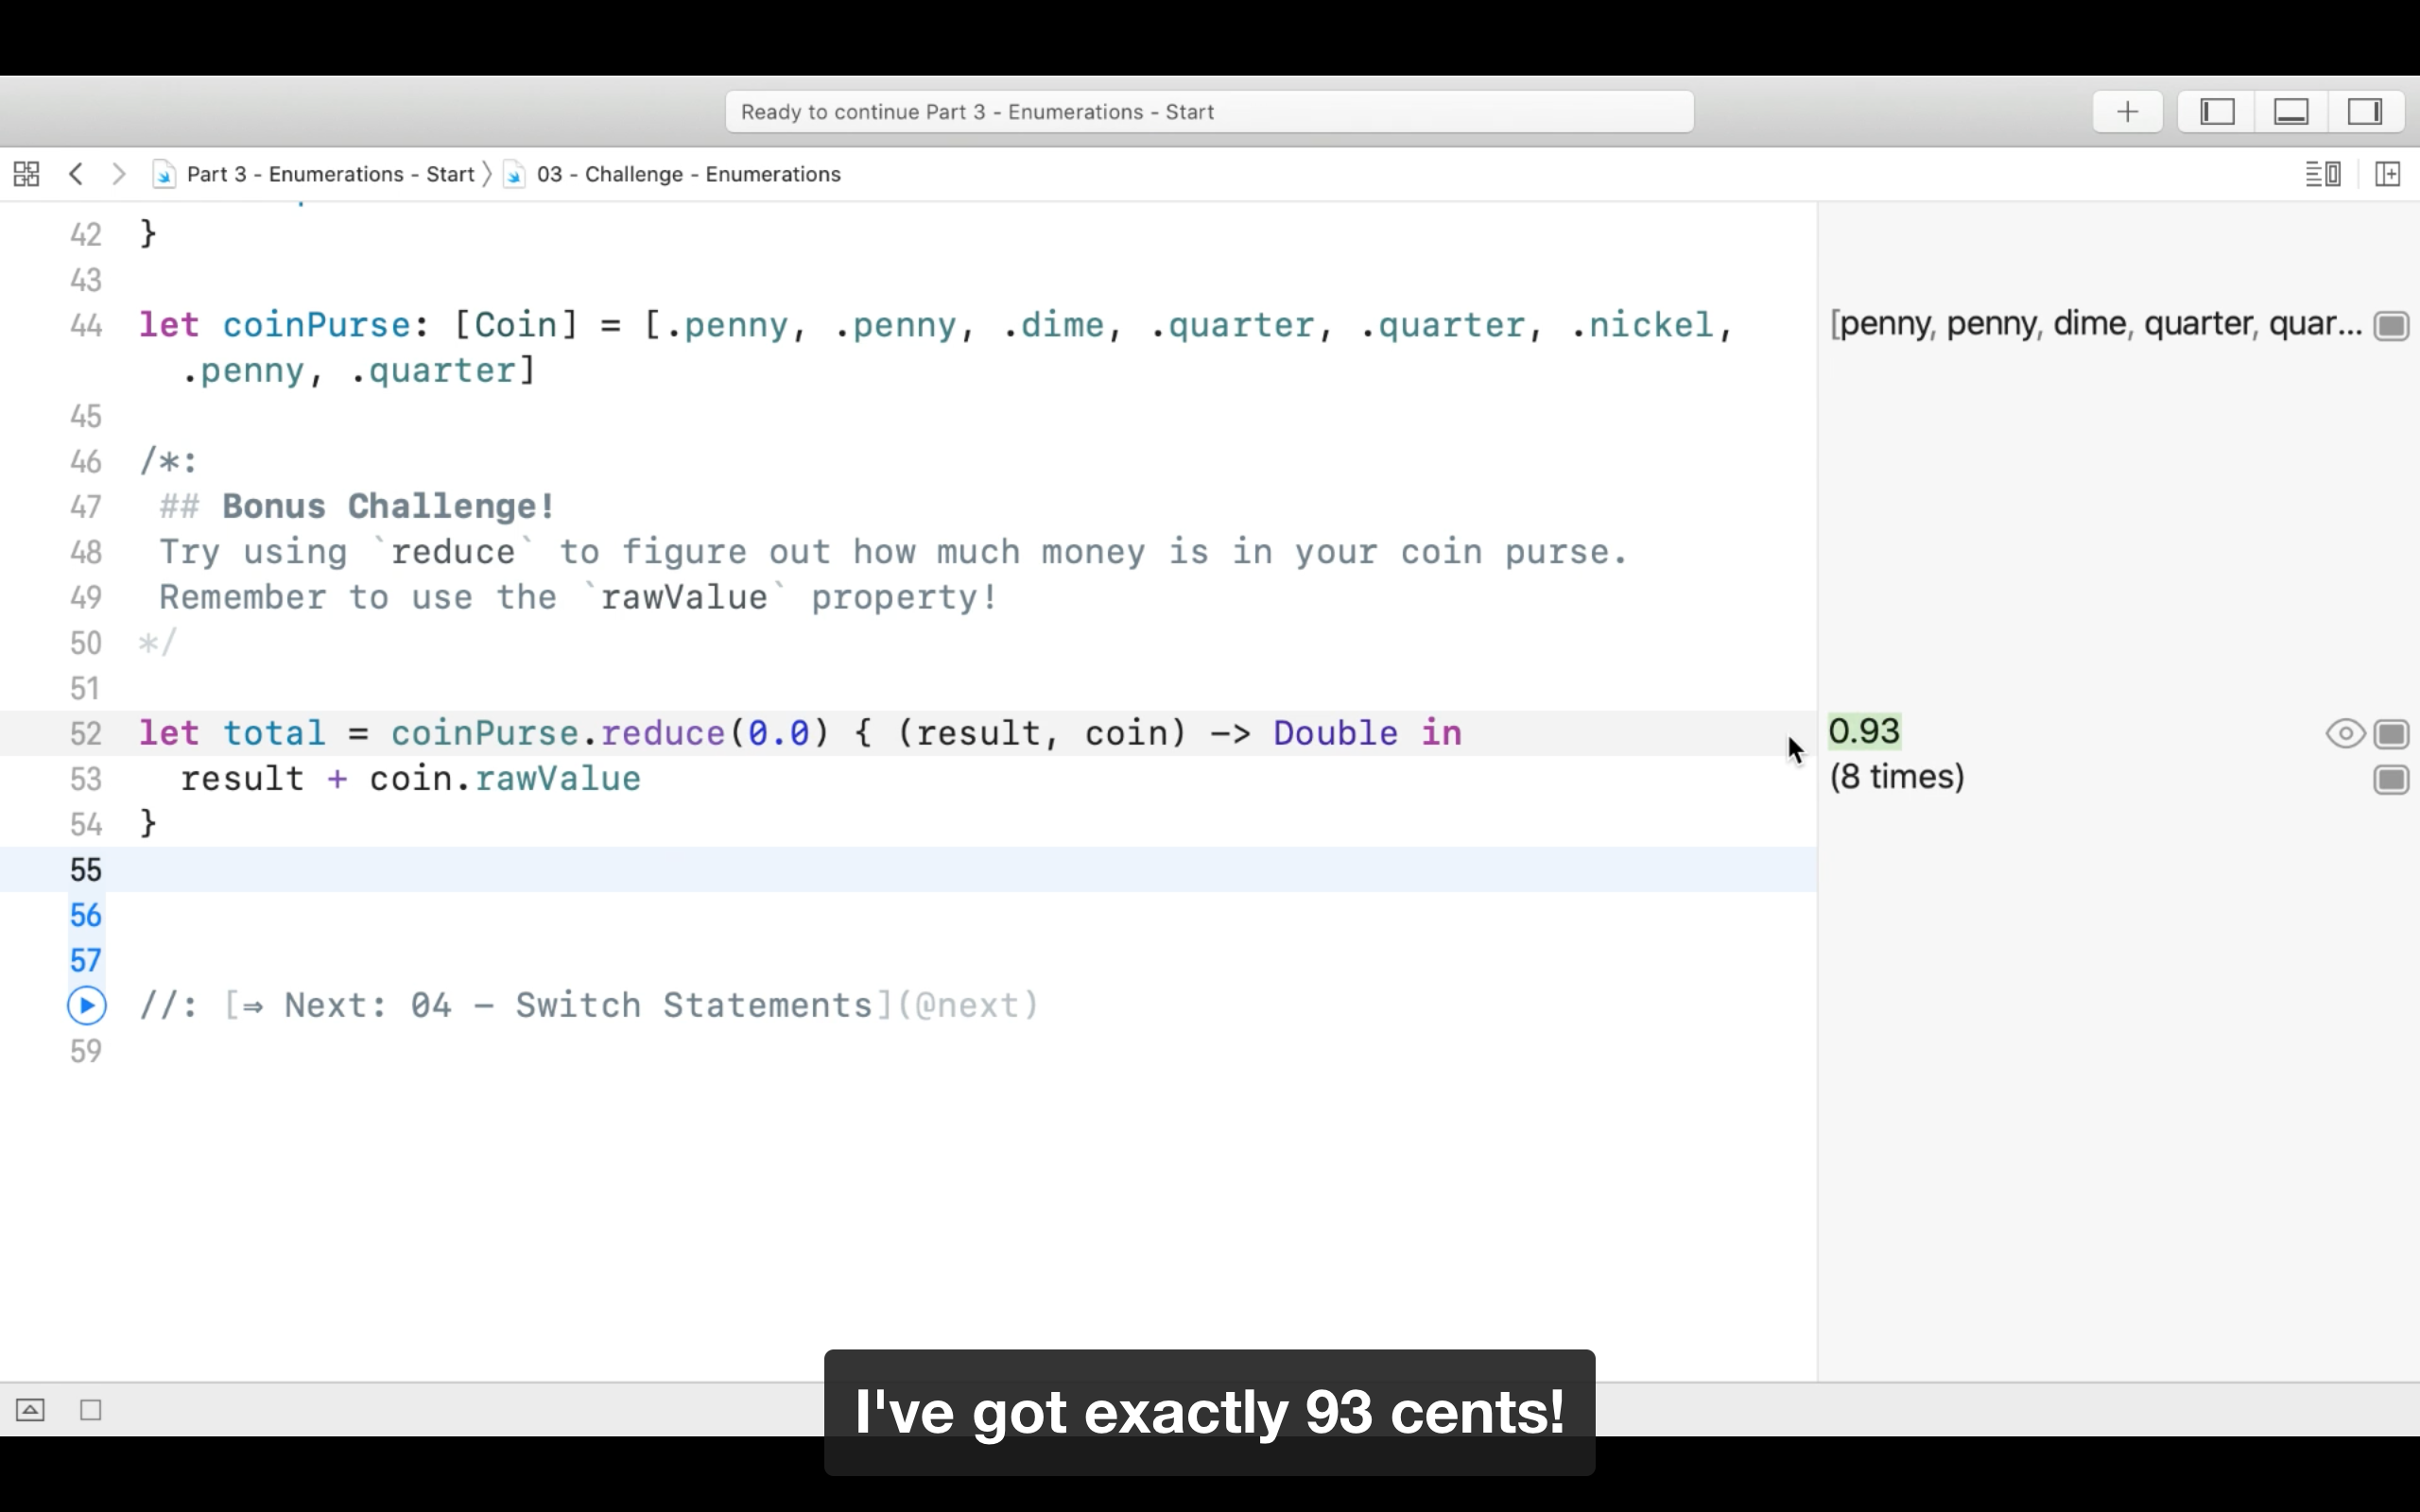 Ready to continue Part 3 - Enumerations - Start
Part 3 - Enumerations - Start 〉 03 - Challenge - Enumerations
42 }
43
44 let coinPurse: [Coin] = [.penny, .penny, .dime, .quarter, .quarter, .nickel,
.penny, .quarter]
[penny, penny, dime, quarter, quar...
45
46 /*:
47 ## Bonus Challenge!
48 Try using `reduce` to figure out how much money is in your coin purse.
49 Remember to use the `rawValue` property!
50 */
51
52 let total = coinPurse.reduce(0.0) { (result, coin) -> Double in
0.93
53 result + coin.rawValue
(8 times)
54 }
55
56
57
//: [⇒ Next: 04 - Switch Statements](@next)
59
I've got exactly 93 cents!